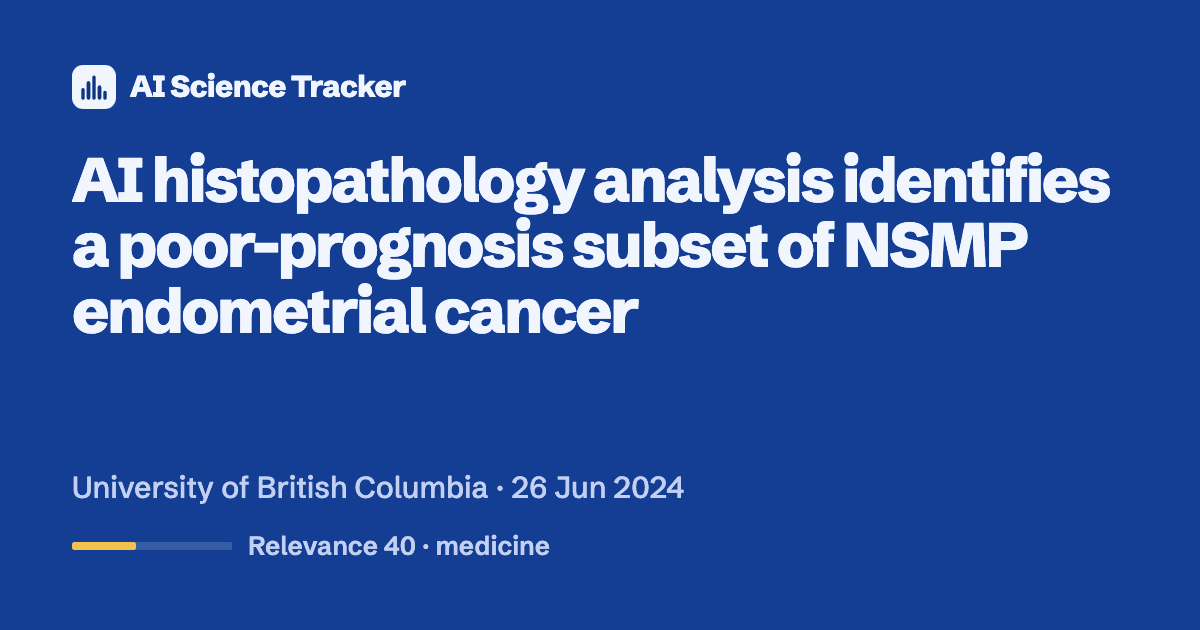 AI Science Tracker
AI histopathology analysis identifies
a poor-prognosis subset of NSMP
endometrial cancer
University of British Columbia · 26 Jun 2024
Relevance 40 · medicine